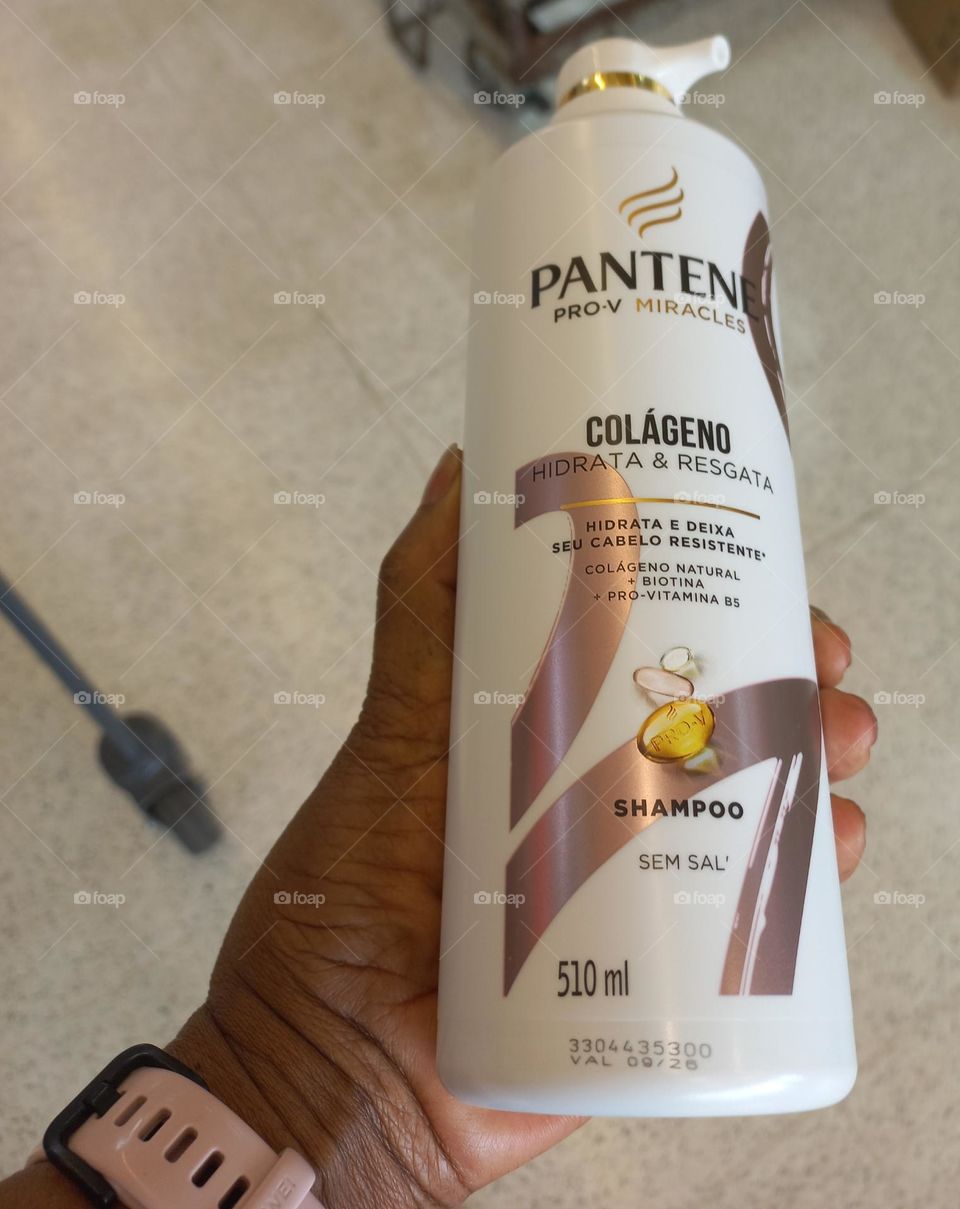 PANTENE
PRO-V MIRACLES
COLÁGENO
HIDRATA & RESGATA
HIDRATA E DEIXA
SEU CABELO RESISTENTE*
COLÁGENO NATURAL
+ BIOTINA
+ PRO-VITAMINA B5
PRO-V
SHAMPOO
SEM SAL'
510 ml
3304435300
VAL 09/26
foap